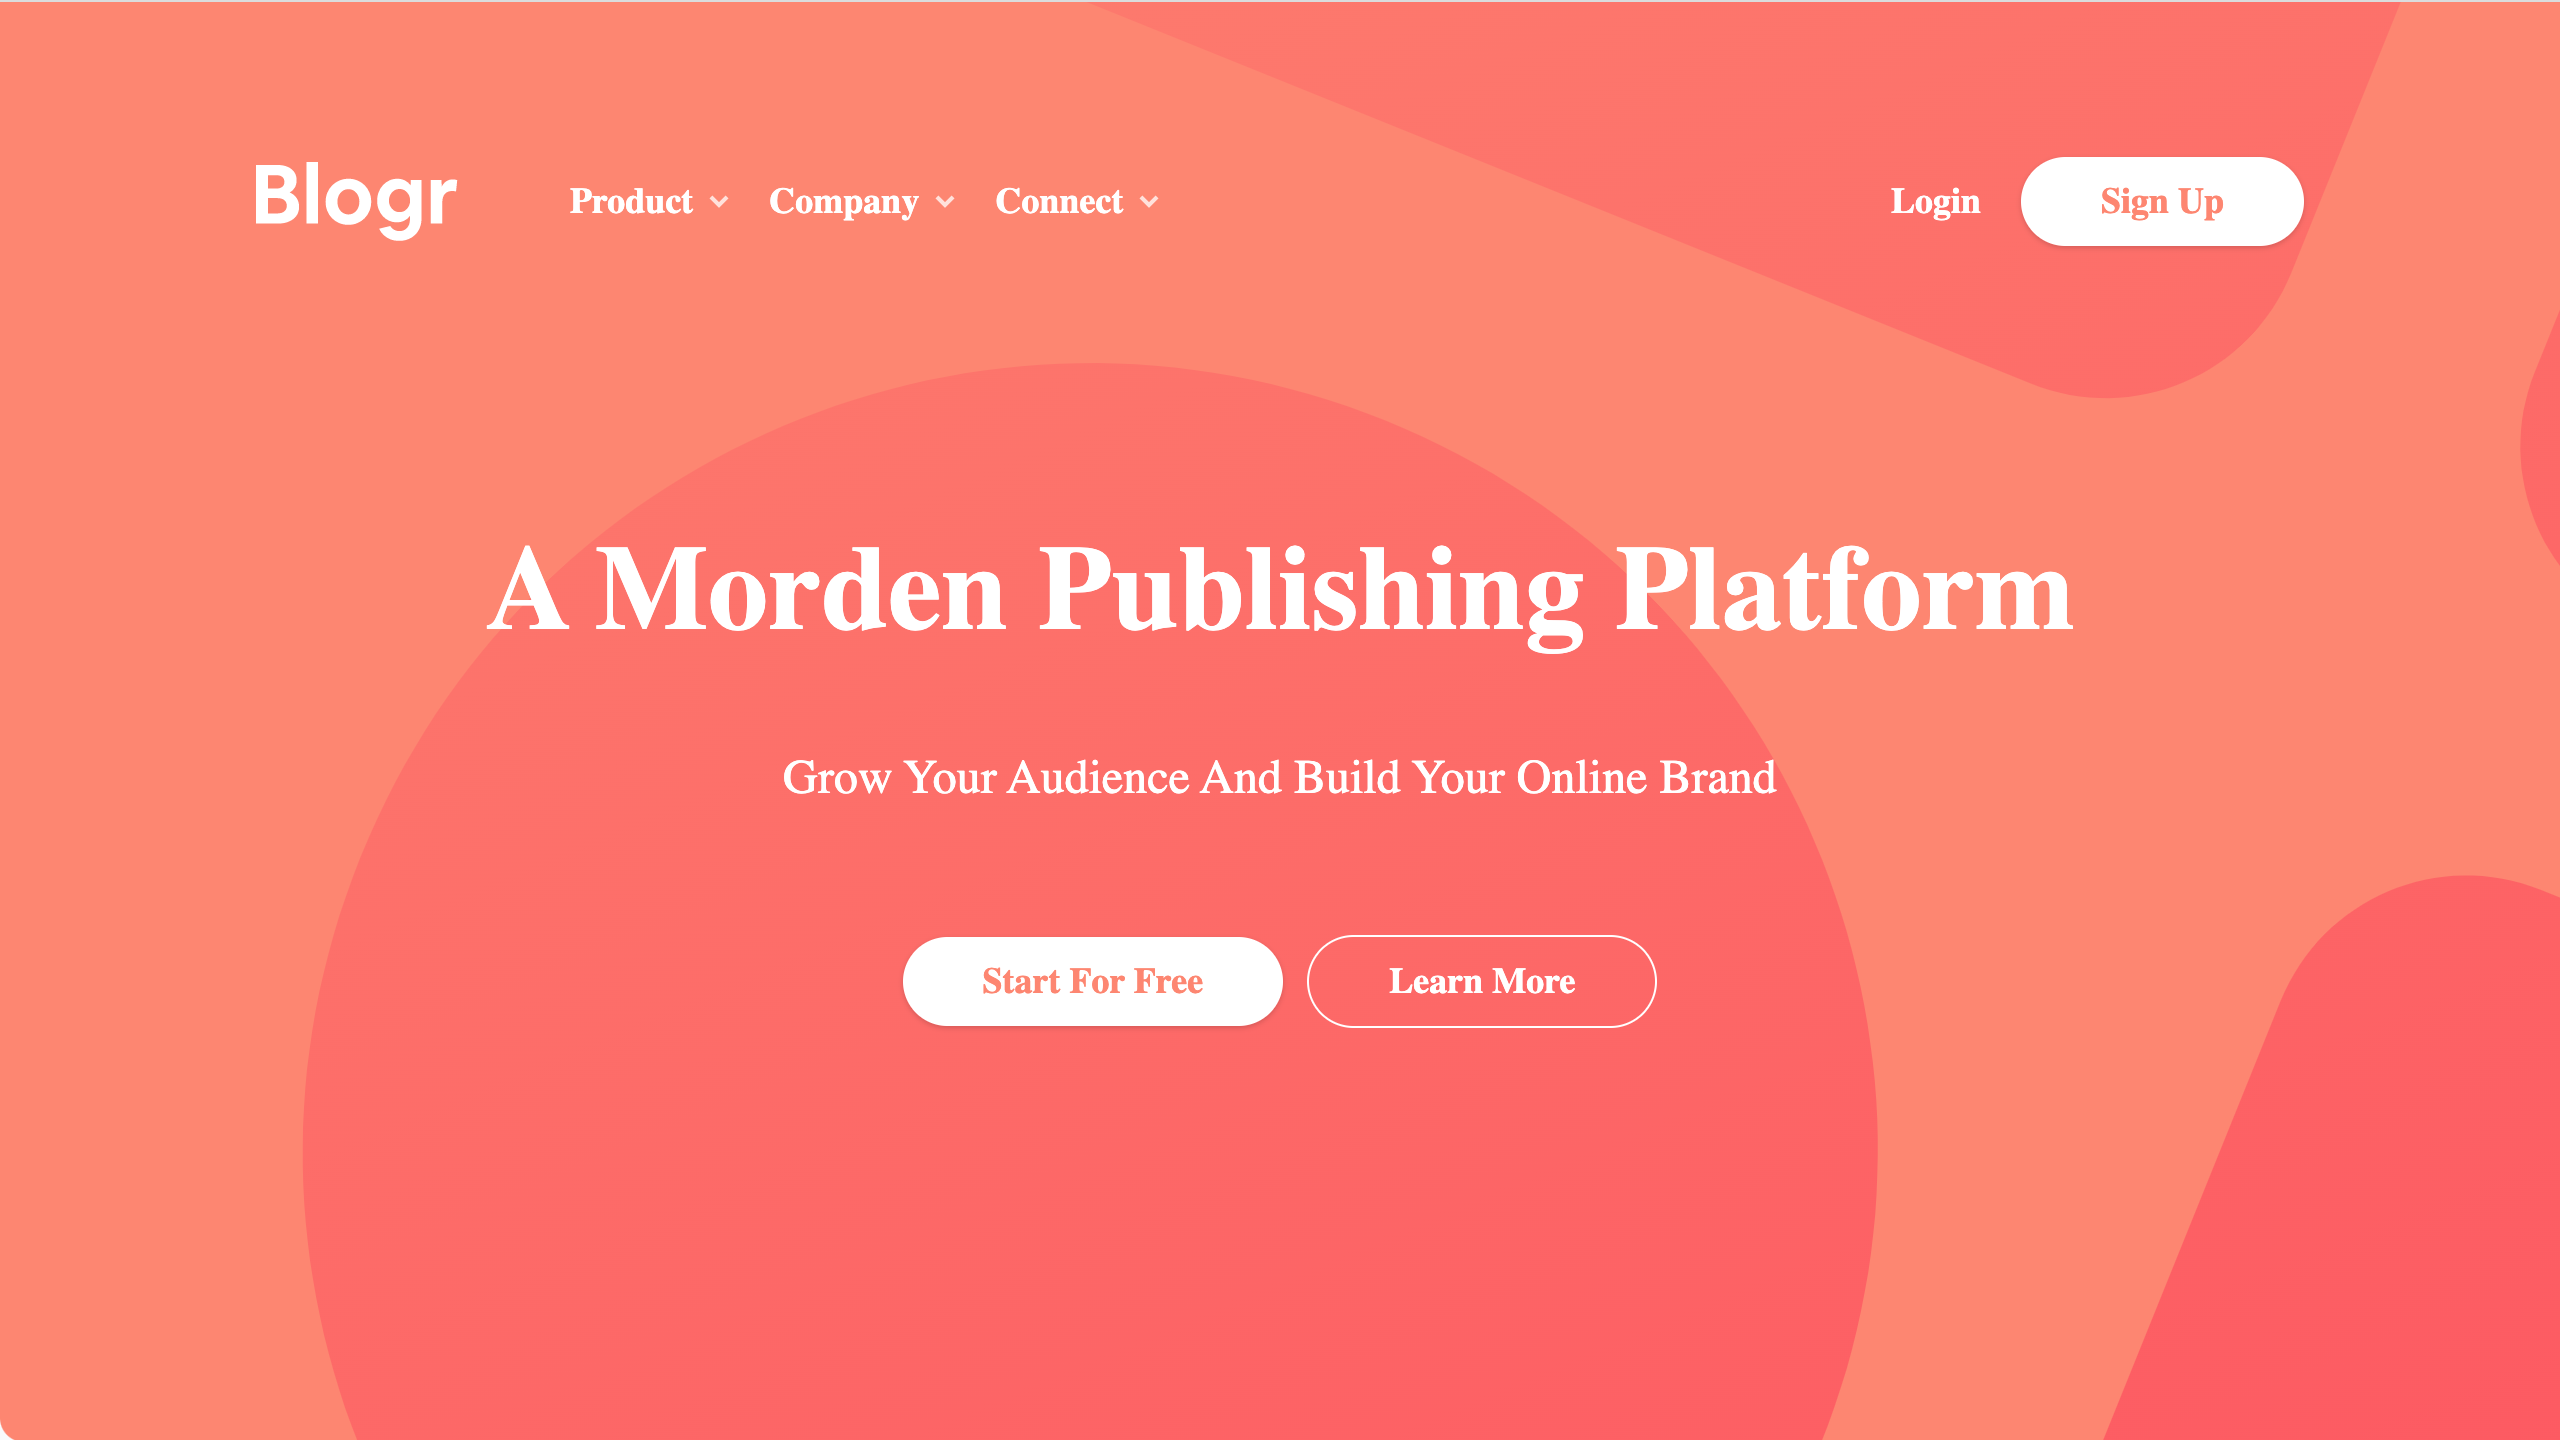 Blogr Product Company Connect Login Sign Up
A Morden Publishing Platform
Grow Your Audience And Build Your Online Brand
Start For Free Learn More